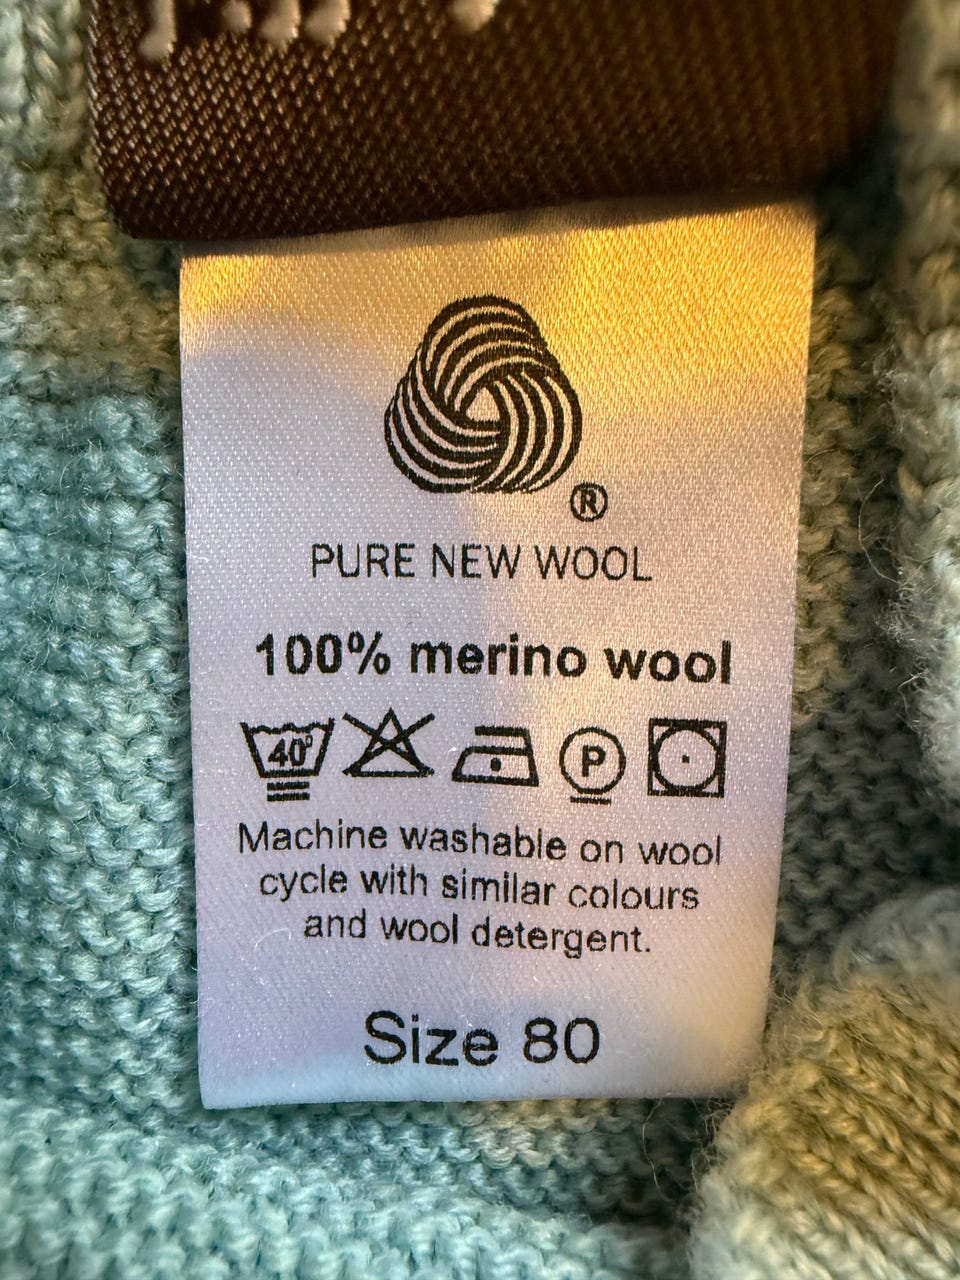 ®
PURE NEW WOOL
100% merino wool
40° P
Machine washable on wool
cycle with similar colours
and wool detergent.
Size 80